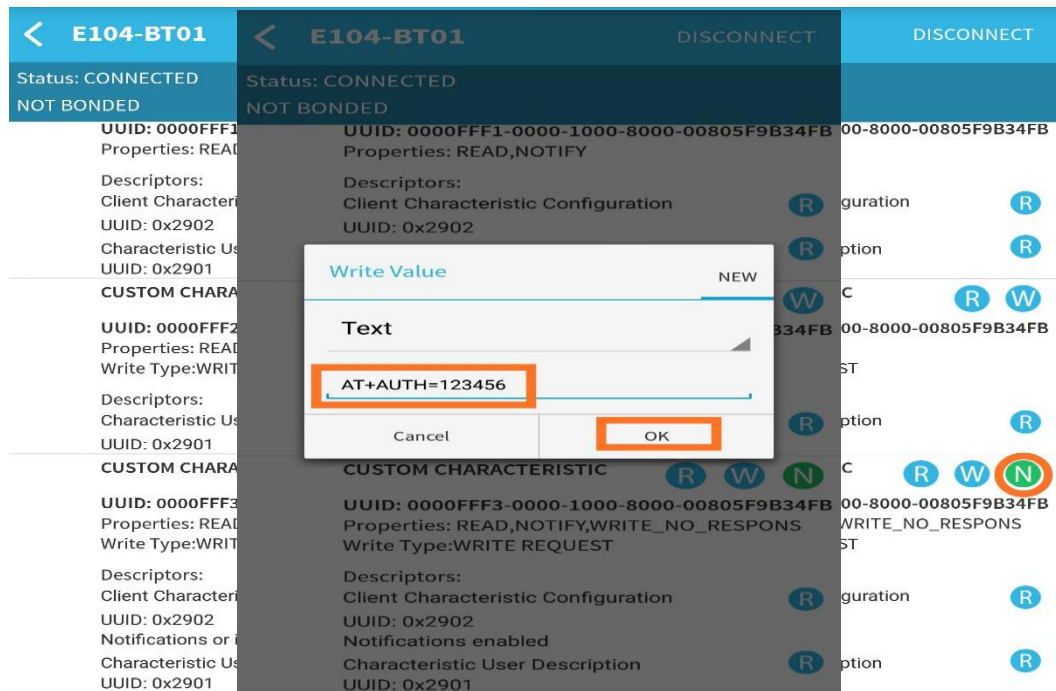 E104-BT01
Status: CONNECTED
NOT BONDED
UUID: 0000FFF1
Properties: READ
Descriptors:
Client Characteri
UUID: 0x2902
Characteristic Us
UUID: 0x2901
CUSTOM CHARA
UUID: 0000FFF2
Properties: READ
Write Type:WRIT
Descriptors:
Characteristic Us
UUID: 0x2901
CUSTOM CHARA
UUID: 0000FFF3
Properties: READ
Write Type:WRIT
Descriptors:
Client Characteri
UUID: 0x2902
Notifications or i
Characteristic Us
UUID: 0x2901
E104-BT01 DISCONNECT
Status: CONNECTED
NOT BONDED
UUID: 0000FFF1-0000-1000-8000-00805F9B34FB
Properties: READ,NOTIFY
Descriptors:
Client Characteristic Configuration R
UUID: 0x2902
R
Write Value NEW
W
Text
334FB
AT+AUTH=123456
Cancel OK
R
CUSTOM CHARACTERISTIC R W N
UUID: 0000FFF3-0000-1000-8000-00805F9B34FB
Properties: READ,NOTIFY,WRITE_NO_RESPONS
Write Type:WRITE REQUEST
Descriptors:
Client Characteristic Configuration R
UUID: 0x2902
Notifications enabled
Characteristic User Description R
UUID: 0x2901
DISCONNECT
00-8000-00805F9B34FB
guration R
ption R
C R W
00-8000-00805F9B34FB
ST
ption R
C R W N
00-8000-00805F9B34FB
WRITE_NO_RESPONS
ST
guration R
ption R